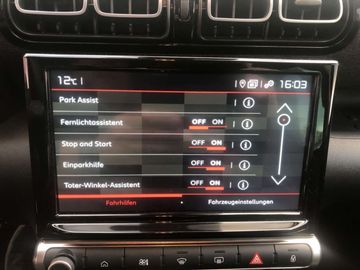 12°C
16:03
Park Assist
Fernlichtassistent OFF ON
Stop and Start OFF ON
Einparkhilfe OFF ON
Toter-Winkel-Assistent OFF ON
Fahrhilfen Fahrzeugeinstellungen